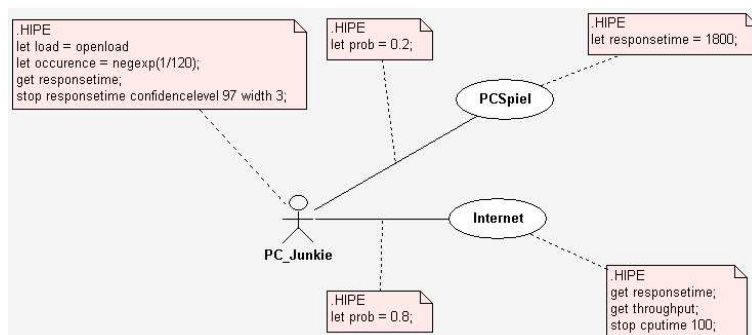 .HIPE
let load = openload
let occurence = negexp(1/120);
get responsetime;
stop responsetime confidencelevel 97 width 3;
.HIPE
let prob = 0.2;
.HIPE
let responsetime = 1800;
PCSpiel
Internet
PC_Junkie
.HIPE
let prob = 0.8;
.HIPE
get responsetime;
get throughput;
stop cputime 100;